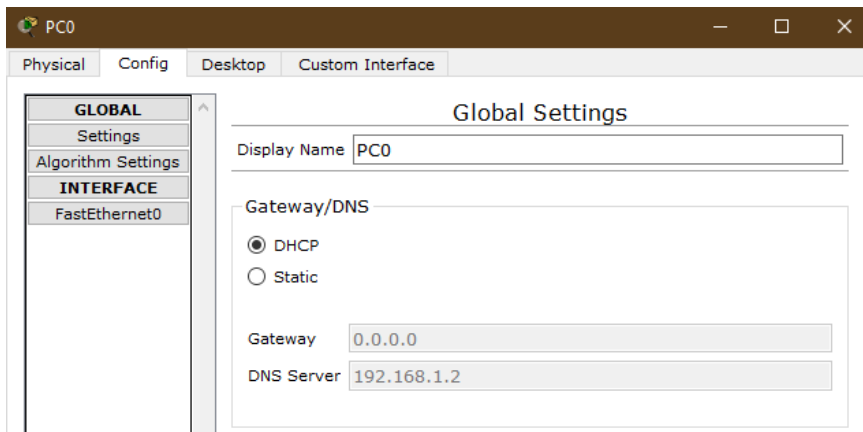 PC0
Physical Config Desktop Custom Interface
GLOBAL
Settings
Algorithm Settings
INTERFACE
FastEthernet0
Global Settings
Display Name PC0
Gateway/DNS
DHCP
Static
Gateway 0.0.0.0
DNS Server 192.168.1.2